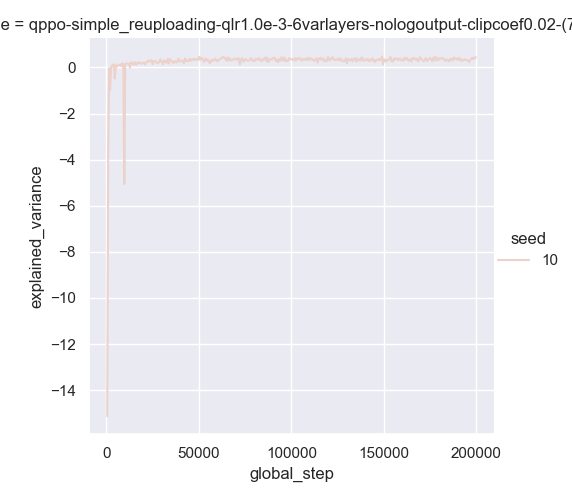 e = qppo-simple_reuploading-qlr1.0e-3-6varlayers-nologoutput-clipcoef0.02-(7
0
−2
−4
−6
−8
−10
−12
−14
explained_variance
0 50000 100000 150000 200000
global_step
seed
10